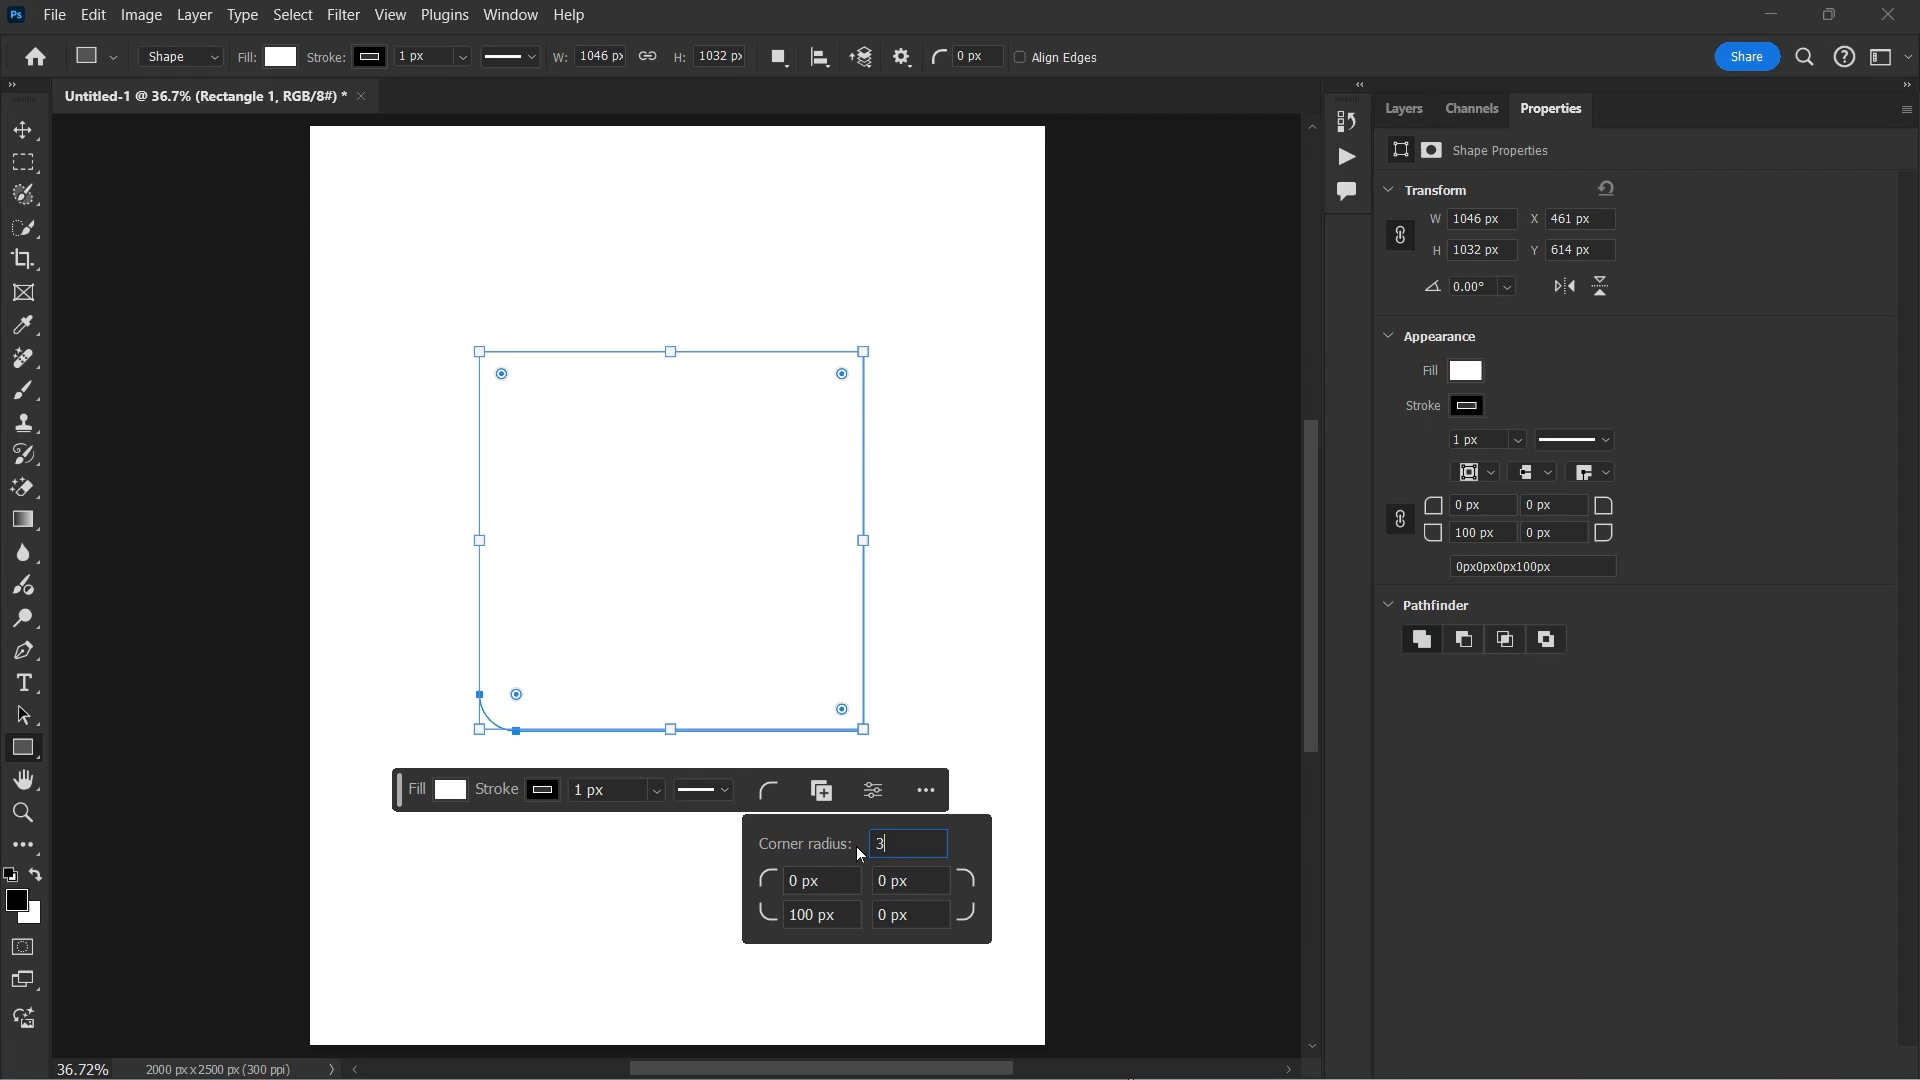 Ps File Edit Image Layer Type Select Filter View Plugins Window Help
Shape Fill: Stroke: 1 px W: 1046 px H: 1032 px 0 px Align Edges Share
Untitled-1 @ 36.7% (Rectangle 1, RGB/8#) *
Layers Channels Properties
Shape Properties
Transform
W 1046 px X 461 px
H 1032 px Y 614 px
0.00°
Appearance
Fill
Stroke
1 px
0 px 0 px
100 px 0 px
0px0px0px100px
Pathfinder
Fill Stroke 1 px
Corner radius: 3
0 px 0 px
100 px 0 px
36.72% 2000 px x 2500 px (300 ppi)